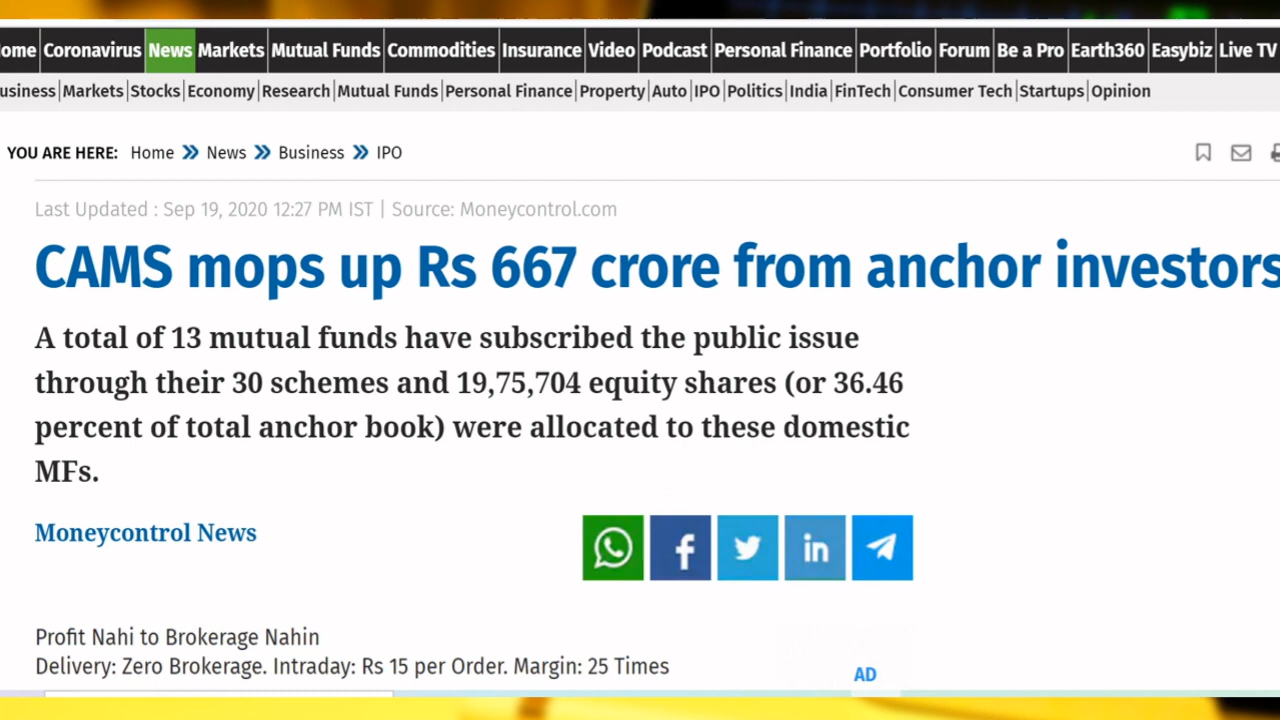 ome Coronavirus News Markets Mutual Funds Commodities Insurance Video Podcast Personal Finance Portfolio Forum Be a Pro Earth360 Easybiz Live TV
usiness Markets Stocks Economy Research Mutual Funds Personal Finance Property Auto IPO Politics India FinTech Consumer Tech Startups Opinion
YOU ARE HERE: Home News Business IPO
Last Updated : Sep 19, 2020 12:27 PM IST | Source: Moneycontrol.com
CAMS mops up Rs 667 crore from anchor investors
A total of 13 mutual funds have subscribed the public issue
through their 30 schemes and 19,75,704 equity shares (or 36.46
percent of total anchor book) were allocated to these domestic
MFs.
Moneycontrol News
Profit Nahi to Brokerage Nahin
Delivery: Zero Brokerage. Intraday: Rs 15 per Order. Margin: 25 Times
AD